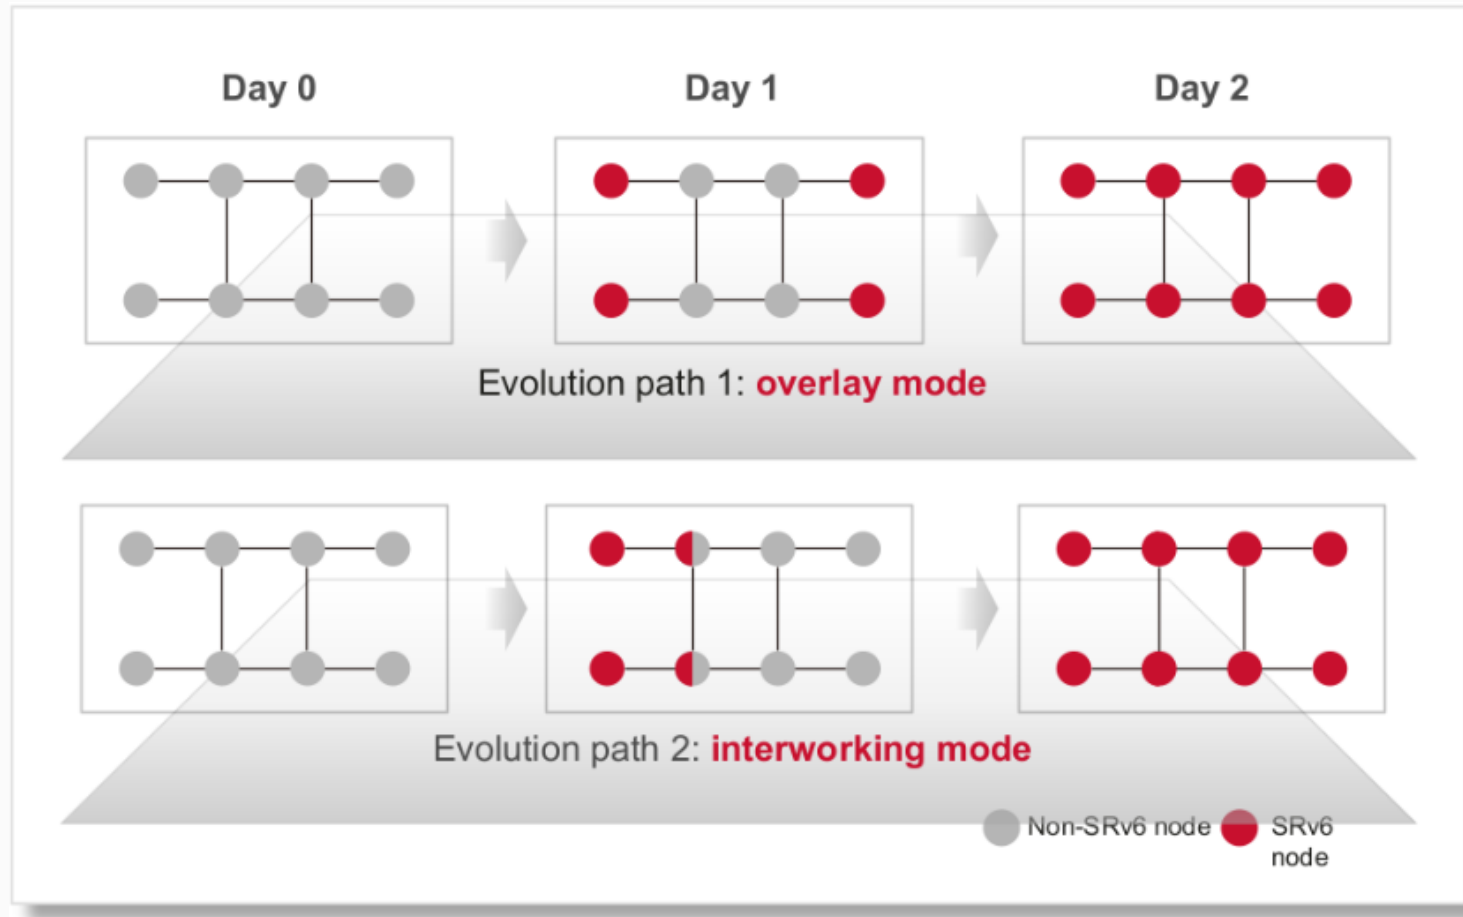 Day 0
Day 1
Day 2
Evolution path 1: overlay mode
Evolution path 2: interworking mode
Non-SRv6 node
SRv6
node